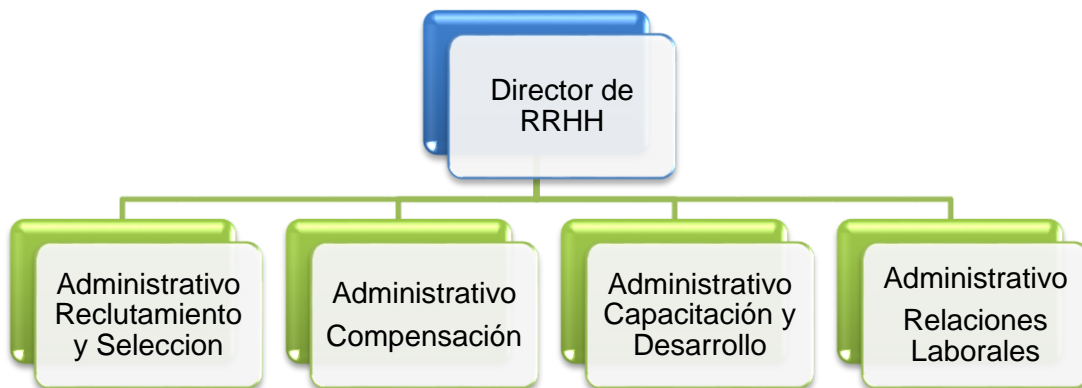 Director de
RRHH
Administrativo
Reclutamiento
y Seleccion
Administrativo
Compensación
Administrativo
Capacitación y
Desarrollo
Administrativo
Relaciones
Laborales